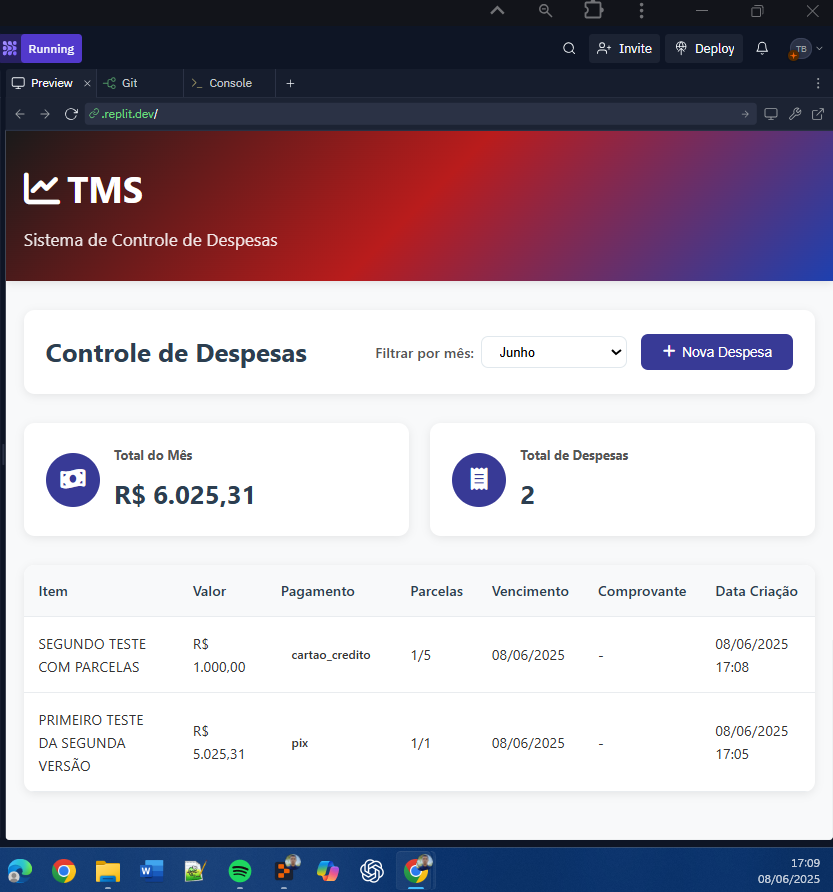 Running
Invite
Deploy
TB
Preview
Git
Console
.replit.dev/
TMS
Sistema de Controle de Despesas
Controle de Despesas
Filtrar por mês:
Junho
Nova Despesa
Total do Mês
R$ 6.025,31
Total de Despesas
2
Item Valor Pagamento Parcelas Vencimento Comprovante Data Criação
SEGUNDO TESTE
COM PARCELAS
R$
1.000,00
cartao_credito
1/5
08/06/2025
-
08/06/2025
17:08
PRIMEIRO TESTE
DA SEGUNDA
VERSÃO
R$
5.025,31
pix
1/1
08/06/2025
-
08/06/2025
17:05
17:09
08/06/2025